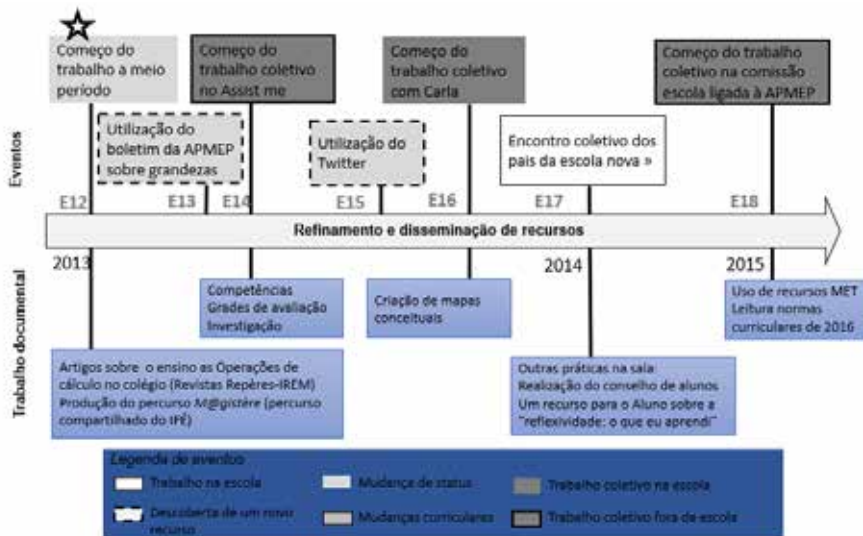 Começo do
trabalho a meio
período
Começo do
trabalho coletivo
no Assist me
Começo do
trabalho coletivo
com Carla
Começo do trabalho
coletivo na comissão
escola ligada à APMEP
Utilização do
boletim da APMEP
sobre grandezas
Utilização do
Twitter
Encontro coletivo dos
pais da escola nova »
Eventos
E12
E13
E14
E15
E16
E17
E18
Refinamento e disseminação de recursos
2013
2014
2015
Trabalho documental
Competências
Grades de avaliação
Investigação
Criação de mapas
conceituais
Uso de recursos MET
Leitura normas
curriculares de 2016
Artigos sobre o ensino as Operações de
cálculo no colégio (Revistas Repères-IREM)
Produção do percurso M@gistère (percurso
compartilhado do IFÉ)
Outras práticas na sala:
Realização do conselho de alunos
Um recurso para o Aluno sobre a
"reflexividade: o que eu aprendi"
Legenda de eventos
Trabalho na escola
Mudança de status
Trabalho coletivo na escola
Descoberta de um novo
recurso
Mudanças curriculares
Trabalho coletivo fora de escola